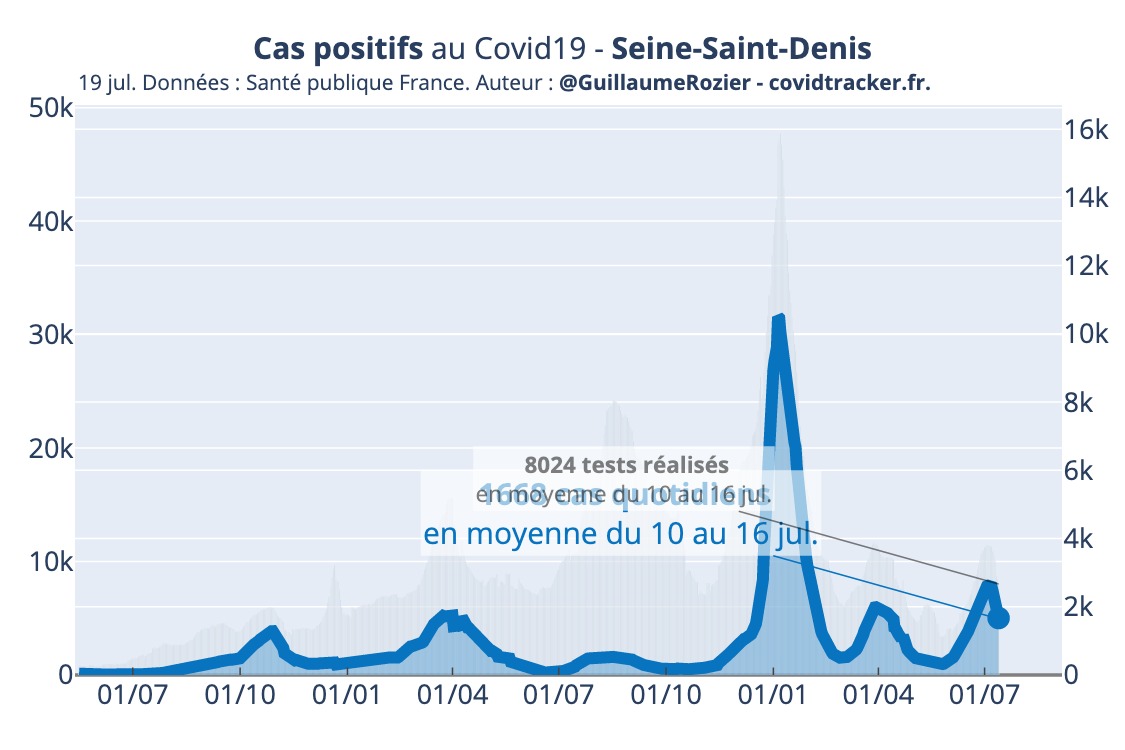 Cas positifs au Covid19 - Seine-Saint-Denis
19 jul. Données : Santé publique France. Auteur : @GuillaumeRozier - covidtracker.fr.
50k
40k
30k
20k
10k
0
16k
14k
12k
10k
8k
6k
4k
2k
0
8024 tests réalisés
en moyenne du 10 au 16 jul.
1668 cas quotidiens
en moyenne du 10 au 16 jul.
01/07 01/10 01/01 01/04 01/07 01/10 01/01 01/04 01/07